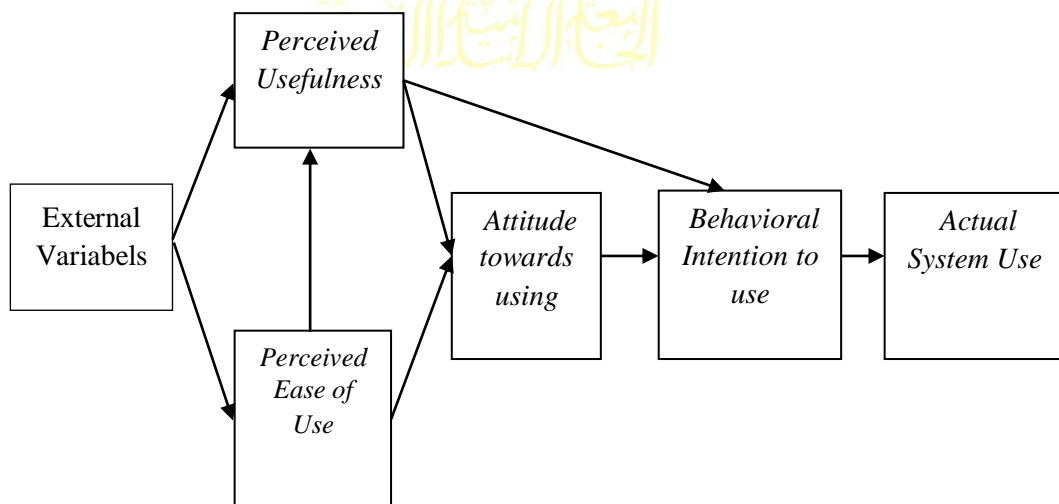 Perceived
Usefulness
External
Variabels
Attitude
towards
using
Behavioral
Intention to
use
Actual
System Use
Perceived
Ease of
Use